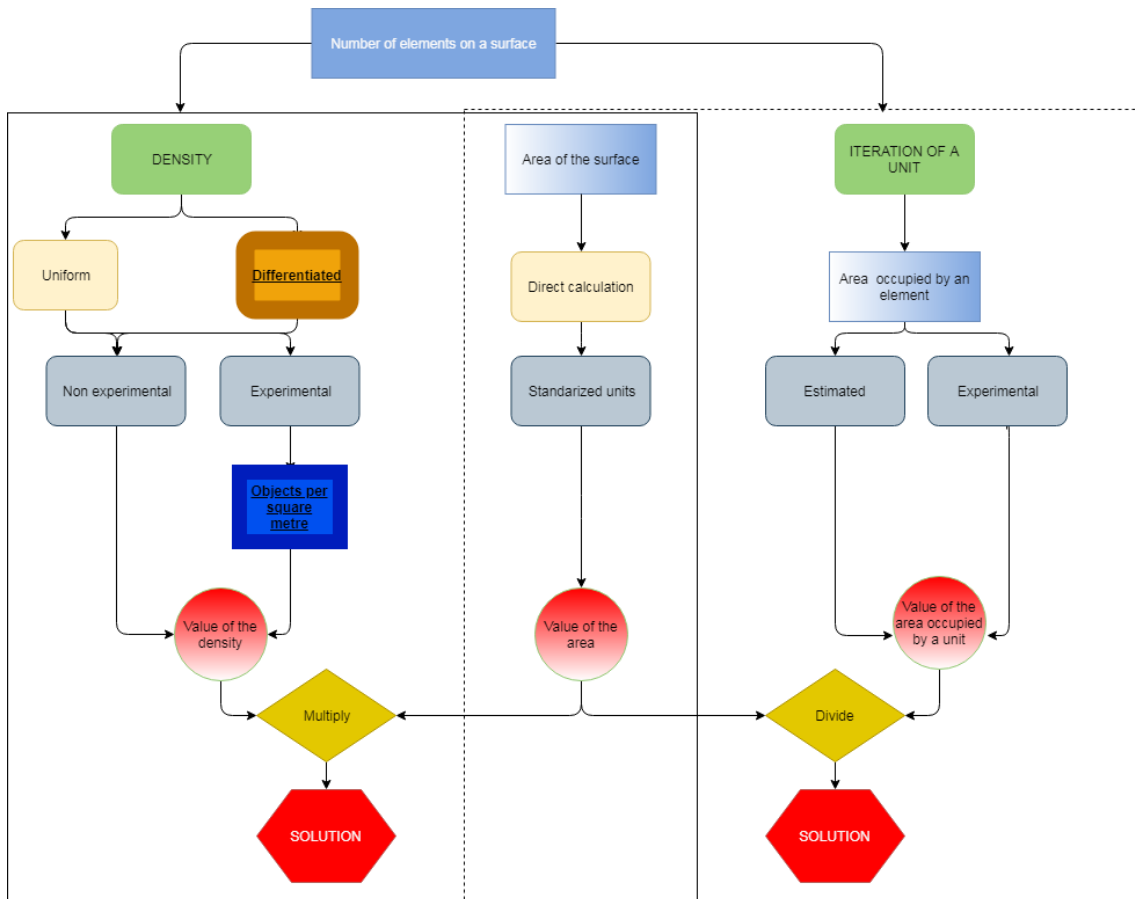 Number of elements on a surface
DENSITY
Area of the surface
ITERATION OF A
UNIT
Uniform
Differentiated
Direct calculation
Area occupied by an
element
Non experimental
Experimental
Standarized units
Estimated
Experimental
Objects per
square
metre
Value of the
density
Value of the
area
Value of the
area occupied
by a unit
Multiply
Divide
SOLUTION
SOLUTION